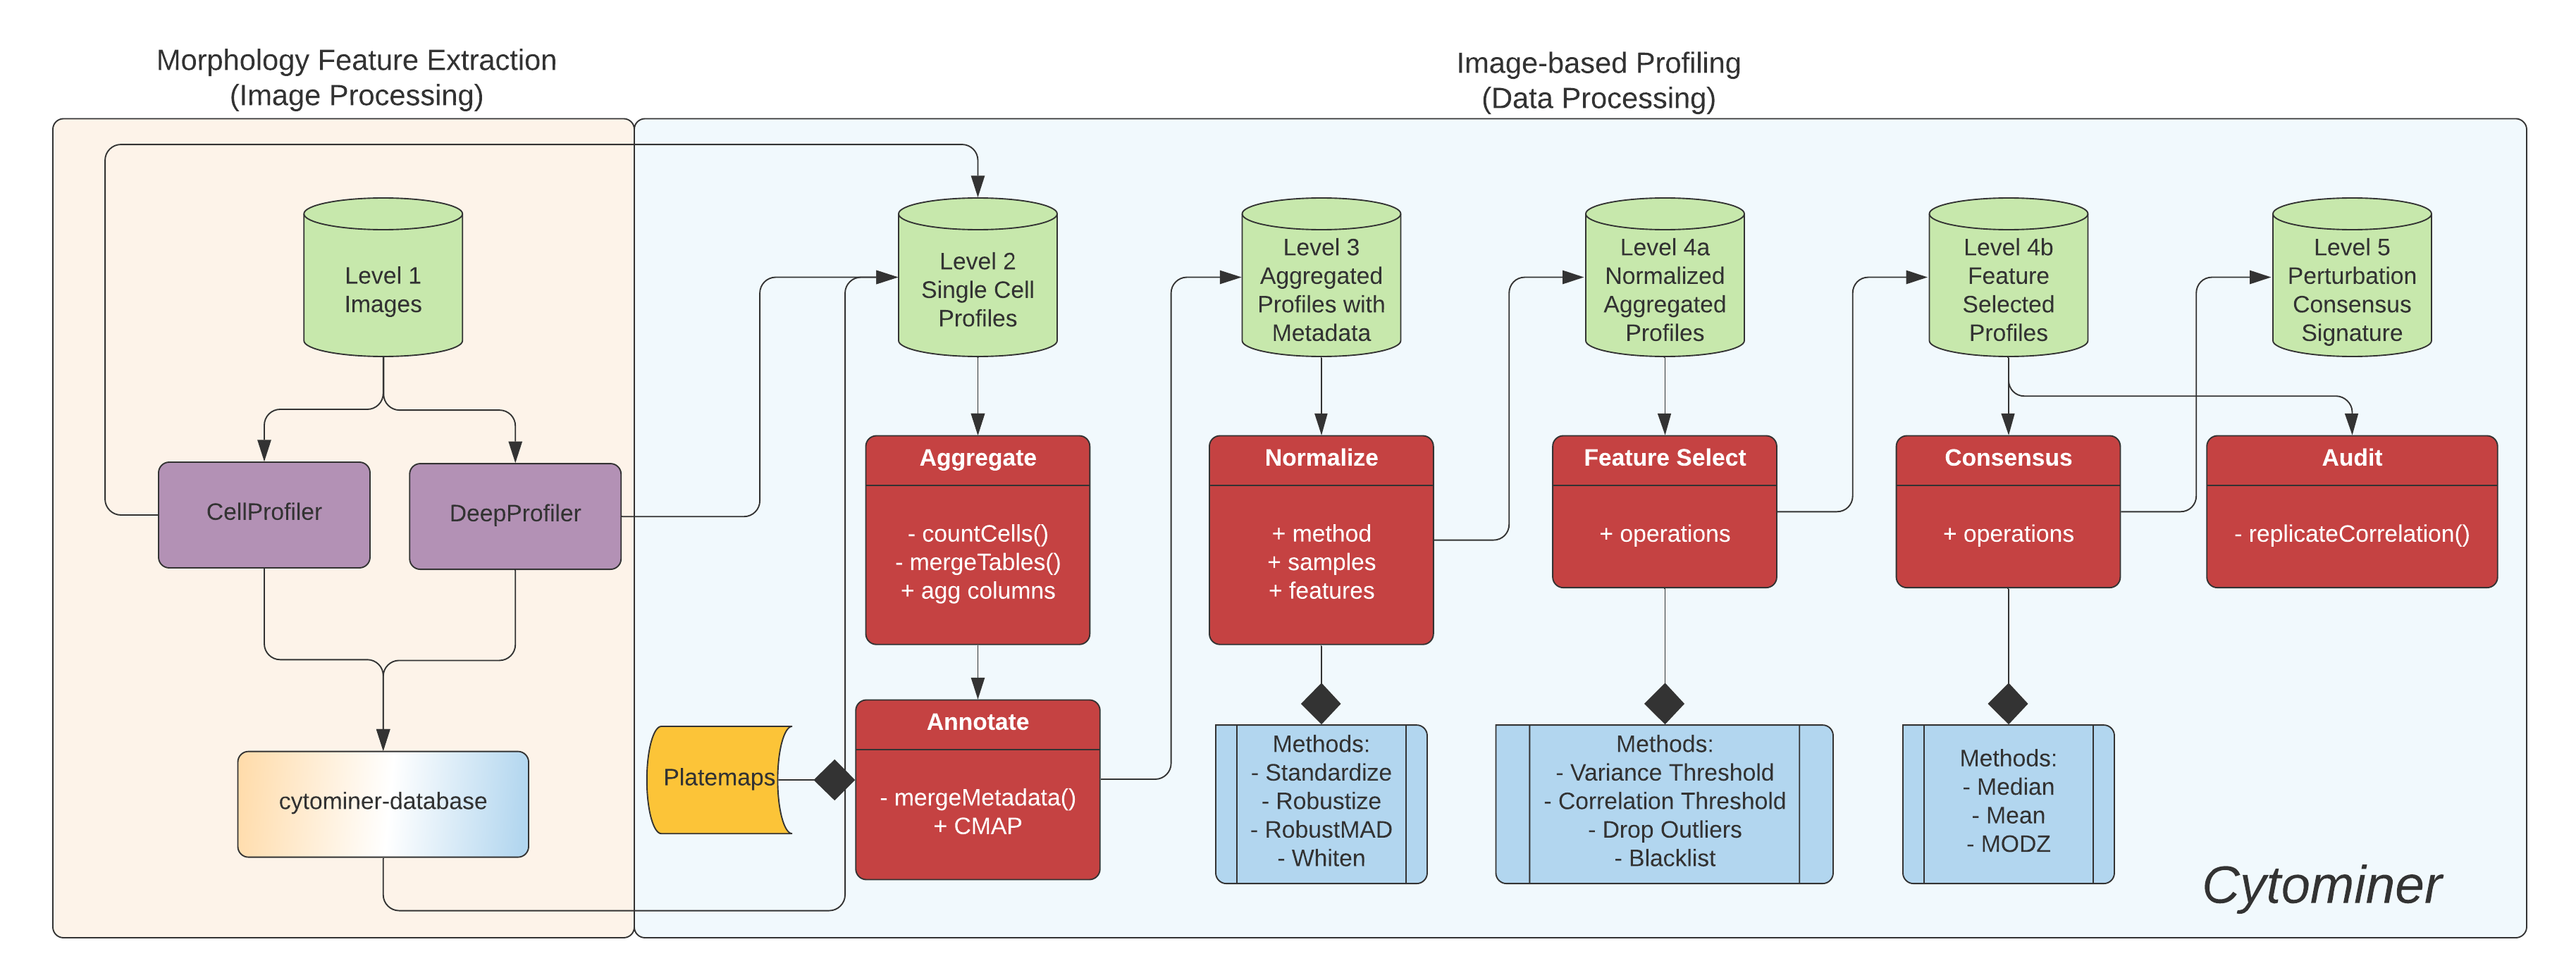 Morphology Feature Extraction
(Image Processing)
Image-based Profiling
(Data Processing)
Level 1
Images
Level 2
Single Cell
Profiles
Level 3
Aggregated
Profiles with
Metadata
Level 4a
Normalized
Aggregated
Profiles
Level 4b
Feature
Selected
Profiles
Level 5
Perturbation
Consensus
Signature
CellProfiler
DeepProfiler
Aggregate
- countCells()
- mergeTables()
+ agg columns
Normalize
+ method
+ samples
+ features
Feature Select
+ operations
Consensus
+ operations
Audit
- replicateCorrelation()
cytominer-database
Platemaps
Annotate
- mergeMetadata()
+ CMAP
Methods:
- Standardize
- Robustize
- RobustMAD
- Whiten
Methods:
- Variance Threshold
- Correlation Threshold
- Drop Outliers
- Blacklist
Methods:
- Median
- Mean
- MODZ
Cytominer